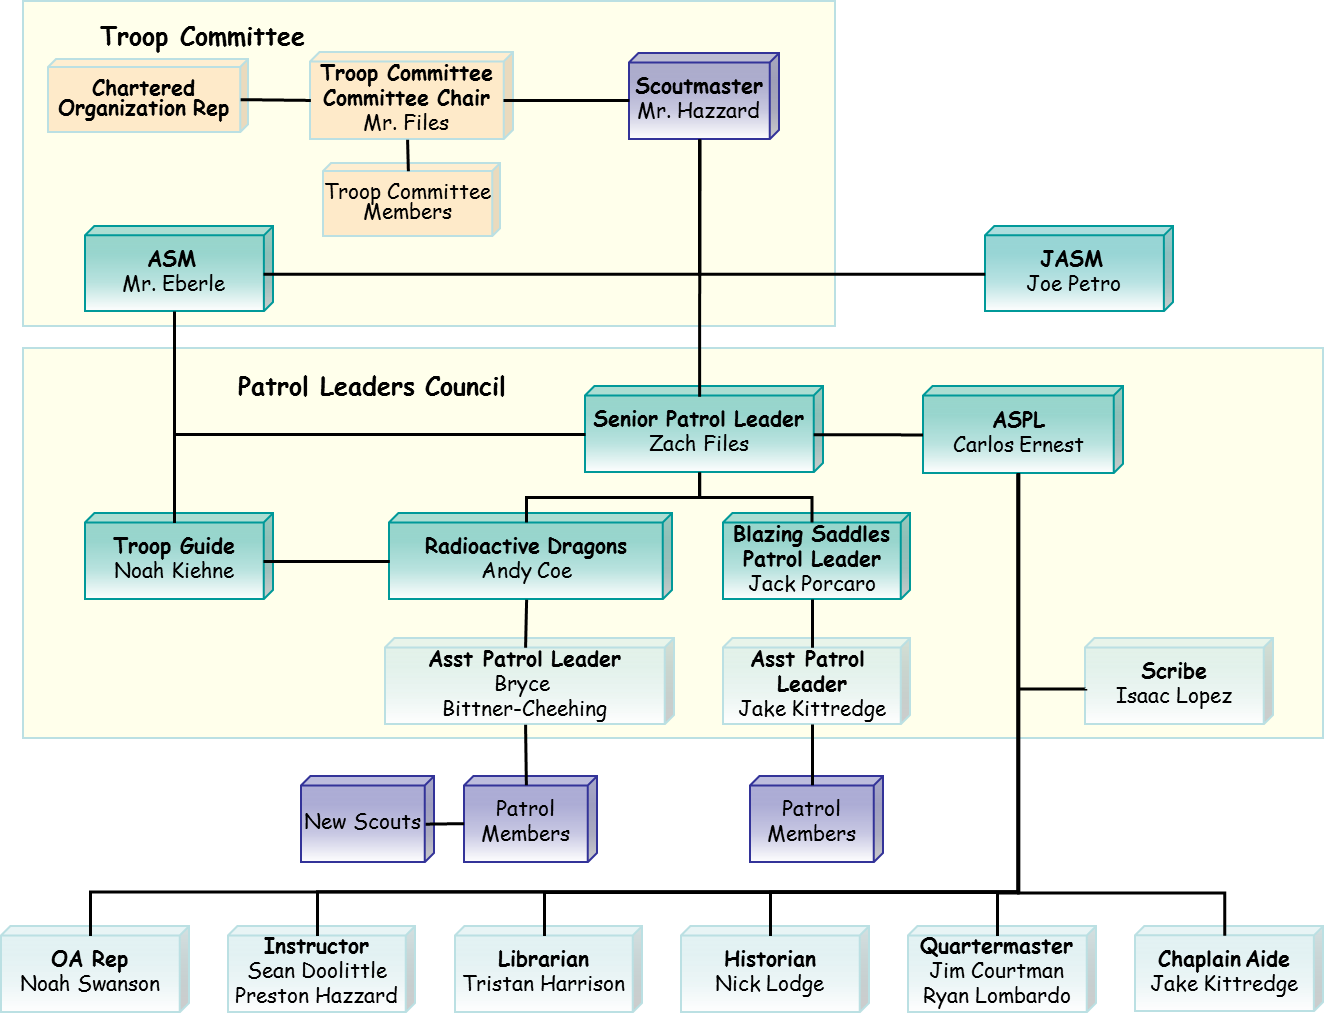 Troop Committee
Chartered
Organization Rep
Troop Committee
Committee Chair
Mr. Files
Scoutmaster
Mr. Hazzard
Troop Committee
Members
ASM
Mr. Eberle
JASM
Joe Petro
Patrol Leaders Council
Senior Patrol Leader
Zach Files
ASPL
Carlos Ernest
Troop Guide
Noah Kiehne
Radioactive Dragons
Andy Coe
Blazing Saddles
Patrol Leader
Jack Porcaro
Asst Patrol Leader
Bryce
Bittner-Cheehing
Asst Patrol
Leader
Jake Kittredge
Scribe
Isaac Lopez
New Scouts
Patrol
Members
Patrol
Members
OA Rep
Noah Swanson
Instructor
Sean Doolittle
Preston Hazzard
Librarian
Tristan Harrison
Historian
Nick Lodge
Quartermaster
Jim Courtman
Ryan Lombardo
Chaplain Aide
Jake Kittredge